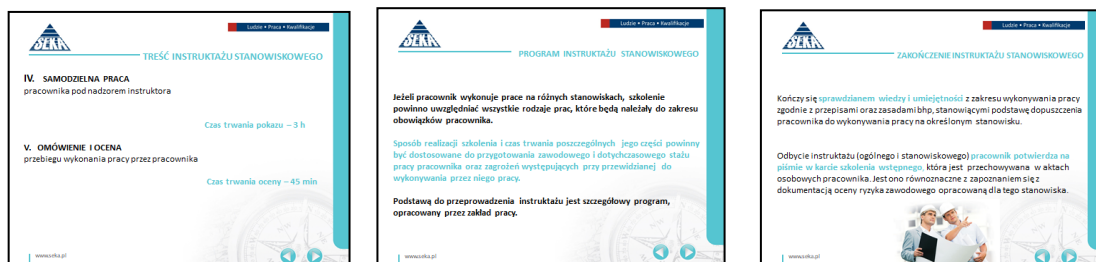 SEKA
Ludzie • Praca • Kwalifikacje
TREŚĆ INSTRUKTAŻU STANOWISKOWEGO
IV. SAMODZIELNA PRACA
pracownika pod nadzorem instruktora
Czas trwania pokazu – 3 h
V. OMÓWIENIE I OCENA
przebiegu wykonania pracy przez pracownika
Czas trwania oceny – 45 min
www.seka.pl
SEKA
Ludzie • Praca • Kwalifikacje
PROGRAM INSTRUKTAŻU STANOWISKOWEGO
Jeżeli pracownik wykonuje prace na różnych stanowiskach, szkolenie
powinno uwzględniać wszystkie rodzaje prac, które będą należały do zakresu
obowiązków pracownika.
Sposób realizacji szkolenia i czas trwania poszczególnych jego części powinny
być dostosowane do przygotowania zawodowego i dotychczasowego stażu
pracy pracownika oraz zagrożeń występujących przy przewidzianej do
wykonywania przez niego pracy.
Podstawą do przeprowadzenia instruktażu jest szczegółowy program,
opracowany przez zakład pracy.
www.seka.pl
SEKA
Ludzie • Praca • Kwalifikacje
ZAKOŃCZENIE INSTRUKTAŻU STANOWISKOWEGO
Kończy się sprawdzianem wiedzy i umiejętności z zakresu wykonywania pracy
zgodnie z przepisami oraz zasadami bhp, stanowiącymi podstawę dopuszczenia
pracownika do wykonywania pracy na określonym stanowisku.
Odbycie instruktażu (ogólnego i stanowiskowego) pracownik potwierdza na
piśmie w karcie szkolenia wstępnego, która jest przechowywana w aktach
osobowych pracownika. Jest ono równoznaczne z zapoznaniem się z
dokumentacją oceny ryzyka zawodowego opracowaną dla tego stanowiska.
www.seka.pl